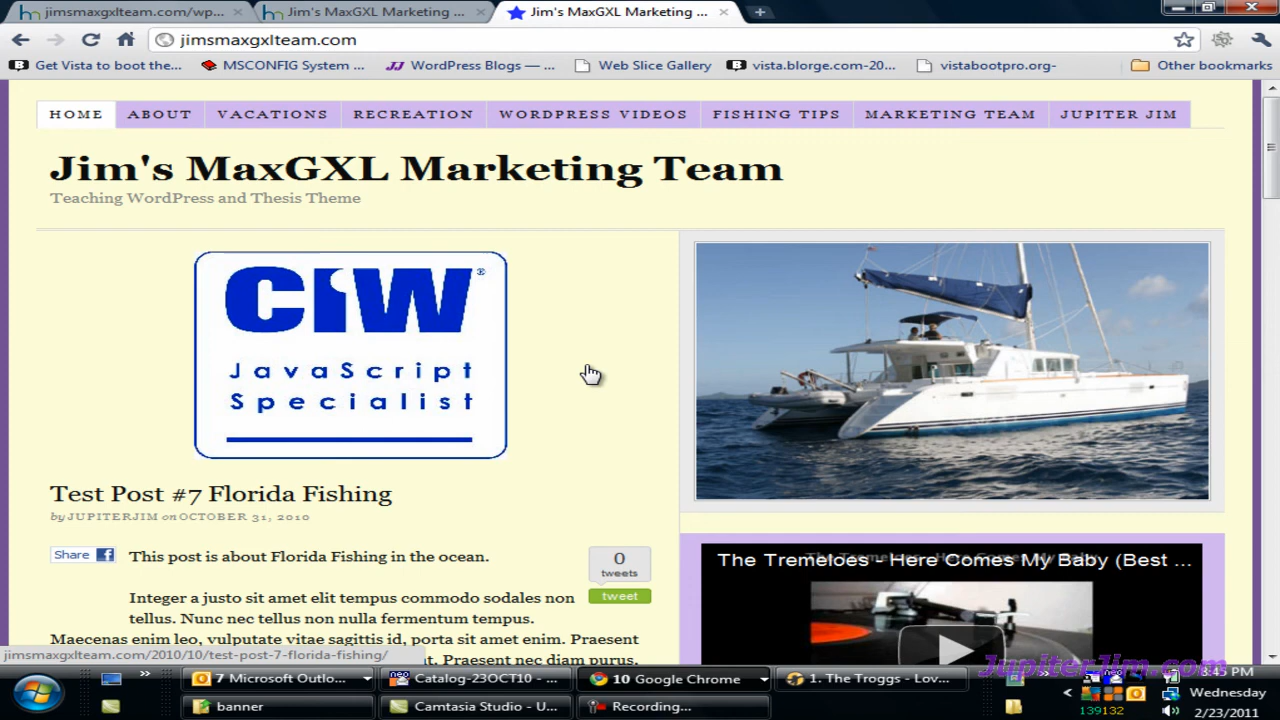 jimsmaxgxlteam.com/wp...
Jim's MaxGXL Marketing ...
Jim's MaxGXL Marketing ...
jimsmaxgxlteam.com
Get Vista to boot the...
MSCONFIG System ...
WordPress Blogs — ...
Web Slice Gallery
vista.blorge.com-20...
vistabootpro.org-
Other bookmarks
HOME
ABOUT
VACATIONS
RECREATION
WORDPRESS VIDEOS
FISHING TIPS
MARKETING TEAM
JUPITER JIM
Jim's MaxGXL Marketing Team
Teaching WordPress and Thesis Theme
CIW®
JavaScript
Specialist
Test Post #7 Florida Fishing
by JUPITERJIM on OCTOBER 31, 2010
Share
This post is about Florida Fishing in the ocean.
0
tweets
tweet
Integer a justo sit amet elit tempus commodo sodales non
tellus. Nunc nec tellus non nulla fermentum tempus.
Maecenas enim leo, vulputate vitae sagittis id, porta sit amet enim. Praesent
at. Praesent nec diam purus.
The Tremeloes - Here Comes My Baby (Best ...
jimsmaxgxlteam.com/2010/10/test-post-7-florida-fishing/
JupiterJim.com
7 Microsoft Outlo...
Catalog-23OCT10 - ...
10 Google Chrome
1. The Troggs - Lov...
banner
Camtasia Studio - U...
Recording...
139132
8:45 PM
Wednesday
2/23/2011